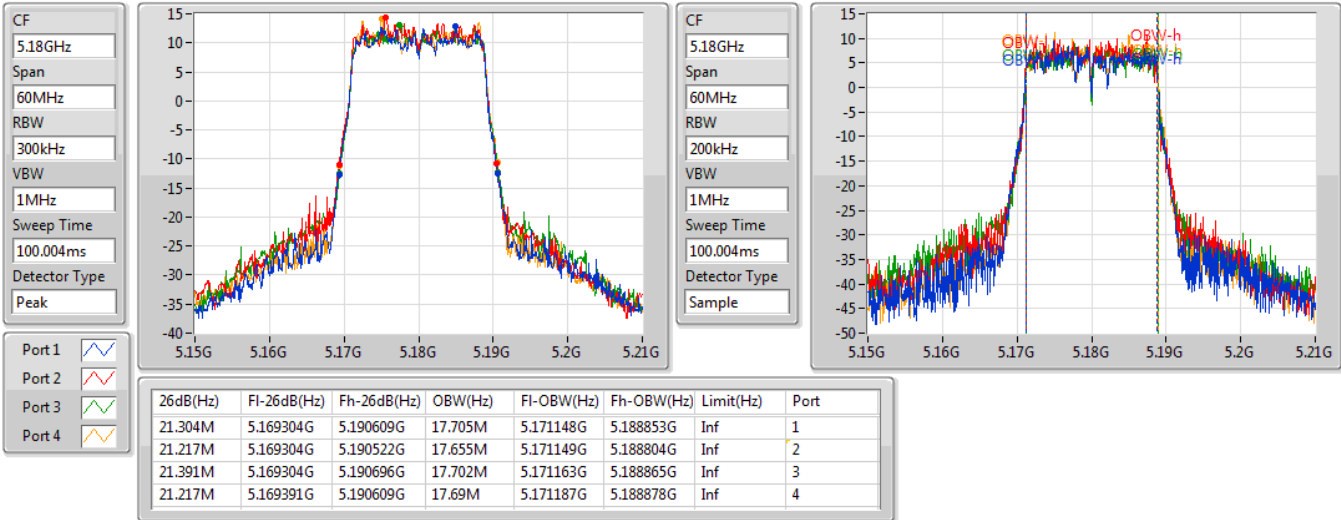 CF
5.18GHz
Span
60MHz
RBW
300kHz
VBW
1MHz
Sweep Time
100.004ms
Detector Type
Peak
15
10
5
0
-5
-10
-15
-20
-25
-30
-35
-40
5.15G 5.16G 5.17G 5.18G 5.19G 5.2G 5.21G
CF
5.18GHz
Span
60MHz
RBW
200kHz
VBW
1MHz
Sweep Time
100.004ms
Detector Type
Sample
15
10
5
0
-5
-10
-15
-20
-25
-30
-35
-40
-45
-50
OBW-h
5.15G 5.16G 5.17G 5.18G 5.19G 5.2G 5.21G
Port 1
Port 2
Port 3
Port 4
26dB(Hz) Fl-26dB(Hz) Fh-26dB(Hz) OBW(Hz) Fl-OBW(Hz) Fh-OBW(Hz) Limit(Hz) Port
21.304M 5.169304G 5.190609G 17.705M 5.171148G 5.188853G Inf 1
21.217M 5.169304G 5.190522G 17.655M 5.171149G 5.188804G Inf 2
21.391M 5.169304G 5.190696G 17.702M 5.171163G 5.188865G Inf 3
21.217M 5.169391G 5.190609G 17.69M 5.171187G 5.188878G Inf 4